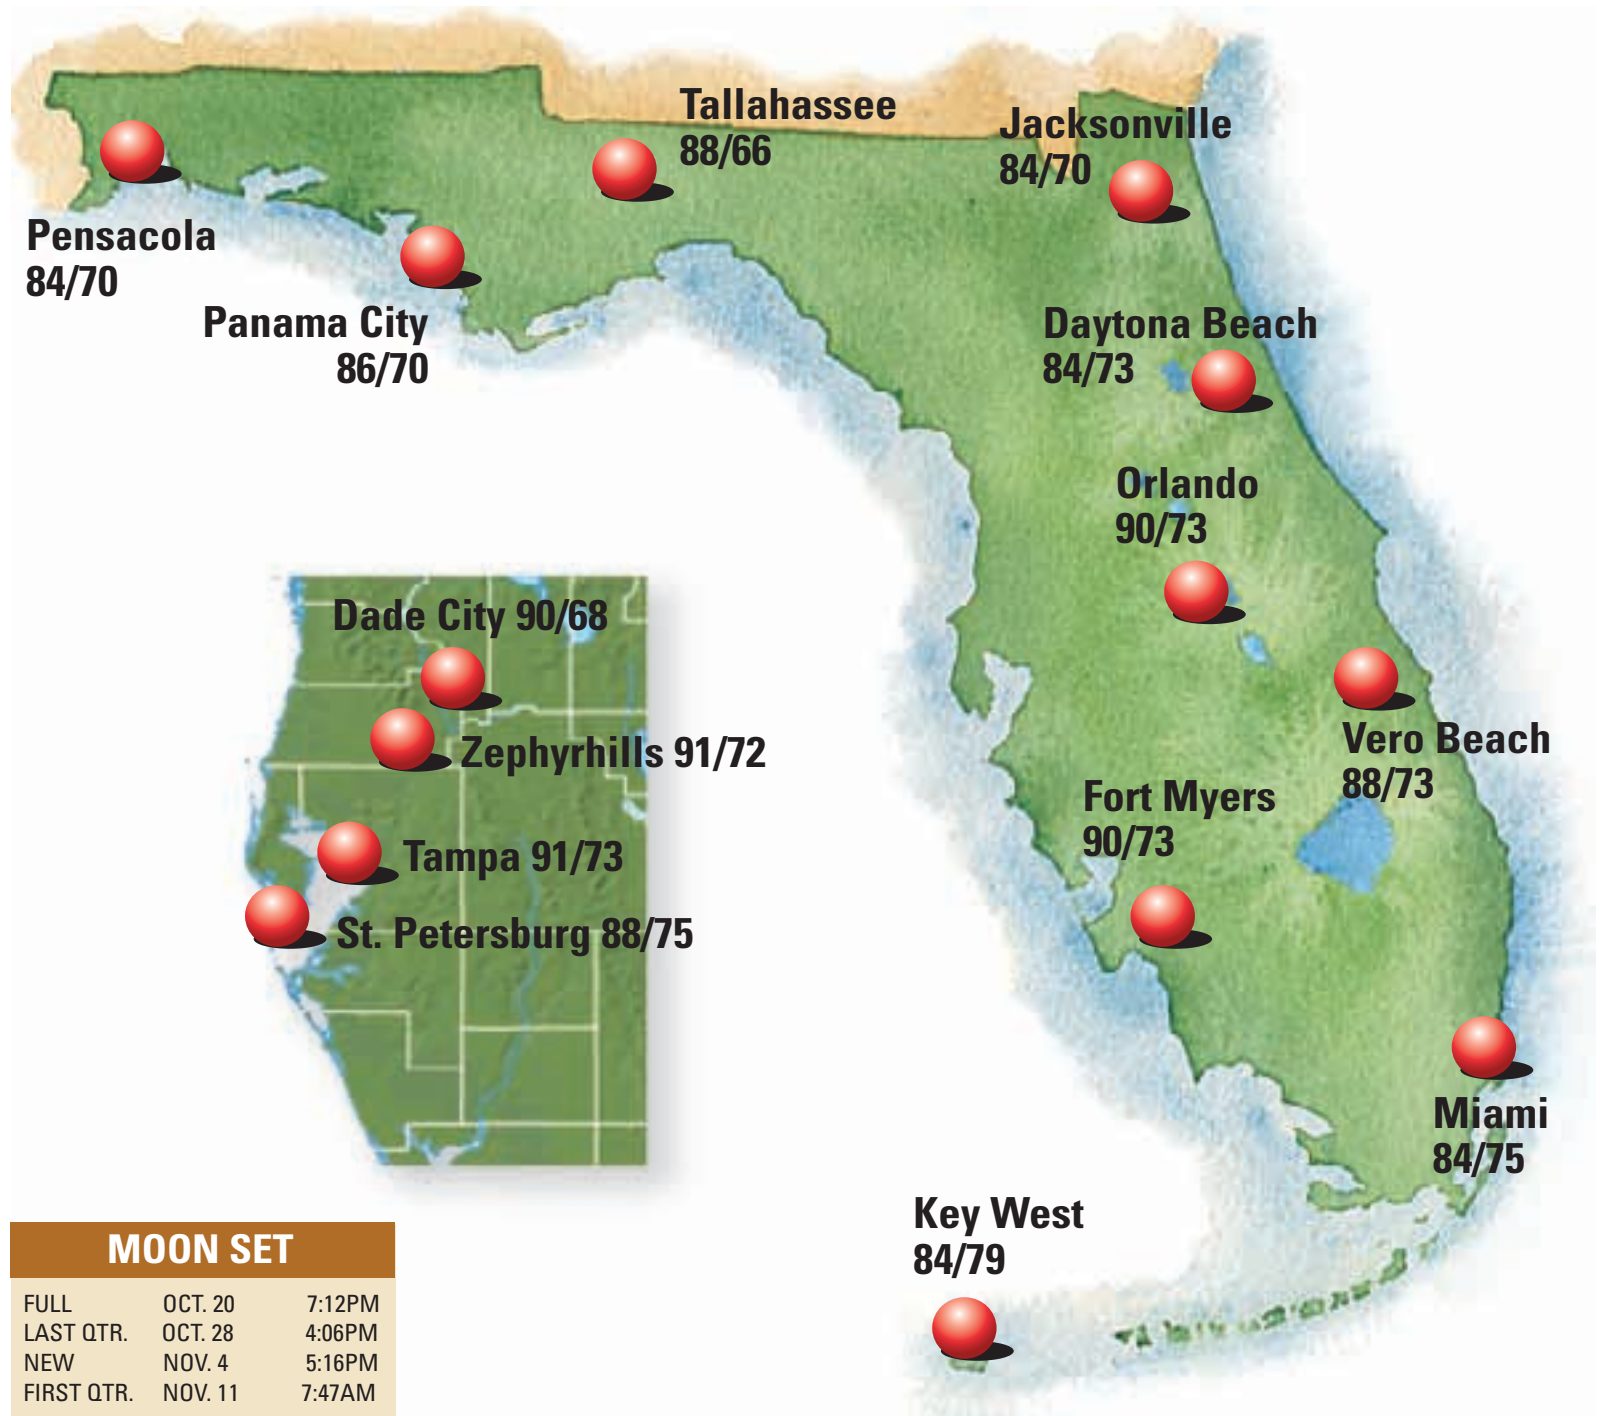 Tallahassee
88/66
Jacksonville
84/70
Pensacola
84/70
Panama City
86/70
Daytona Beach
84/73
Orlando
90/73
Dade City 90/68
Zephyrhills 91/72
Vero Beach
88/73
Fort Myers
90/73
Tampa 91/73
St. Petersburg 88/75
Miami
84/75
Key West
84/79
MOON SET
FULL OCT. 20 7:12PM
LAST QTR. OCT. 28 4:06PM
NEW NOV. 4 5:16PM
FIRST QTR. NOV. 11 7:47AM